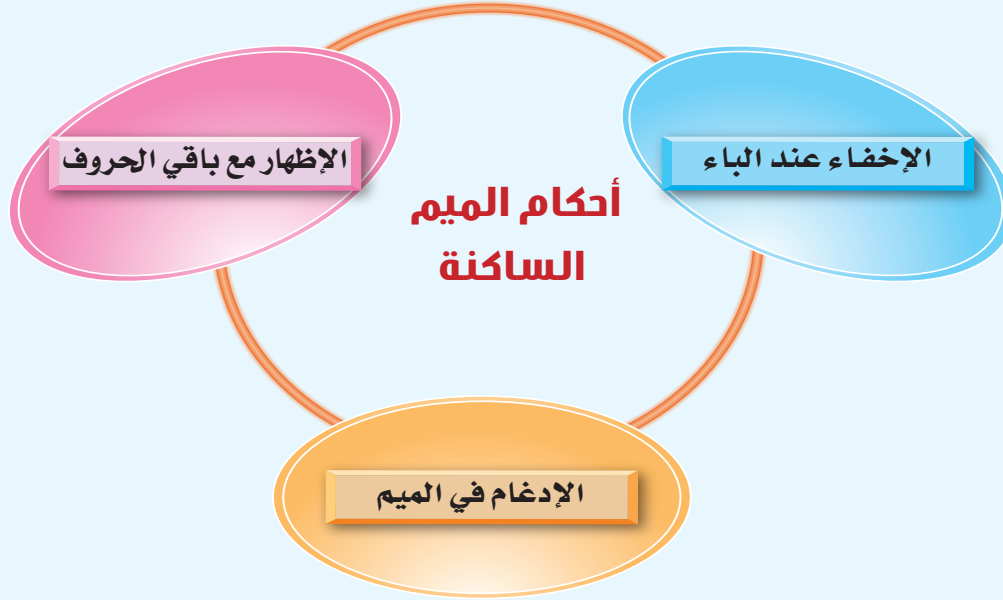 أحكام الميم
الساكنة
الإخفاء عند الباء
الإظهار مع باقي الحروف
الإدغام في الميم